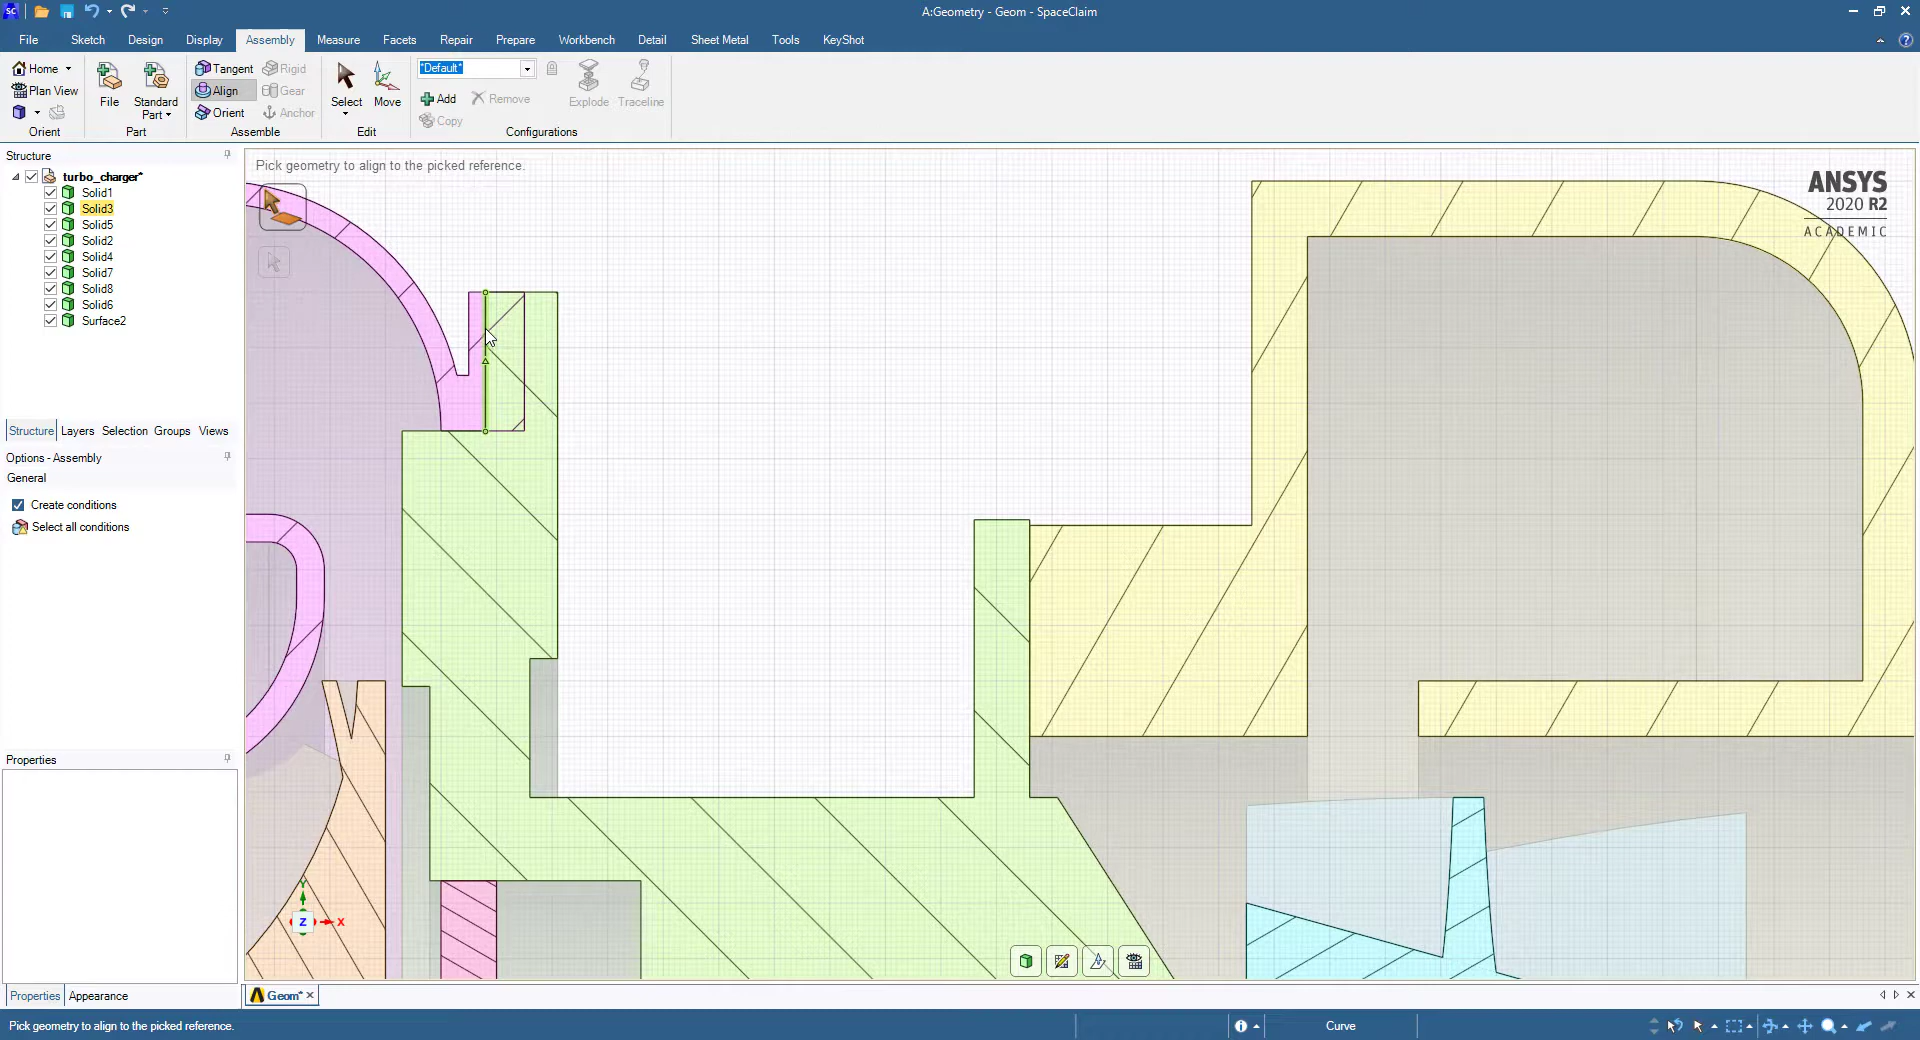 A:Geometry - Geom - SpaceClaim
File Sketch Design Display Assembly Measure Facets Repair Prepare Workbench Detail Sheet Metal Tools KeyShot
Home
Plan View
Orient
File
Standard Part
Part
Tangent Rigid
Align Gear
Orient Anchor
Assemble
Select Move
Edit
*Default*
Add Remove
Copy
Explode Traceline
Configurations
Structure
turbo_charger*
Solid1
Solid3
Solid5
Solid2
Solid4
Solid7
Solid8
Solid6
Surface2
Structure Layers Selection Groups Views
Options - Assembly
General
Create conditions
Select all conditions
Properties
Properties Appearance
Pick geometry to align to the picked reference.
ANSYS
2020 R2
ACADEMIC
Y
Z X
Geom*
Pick geometry to align to the picked reference.
Curve